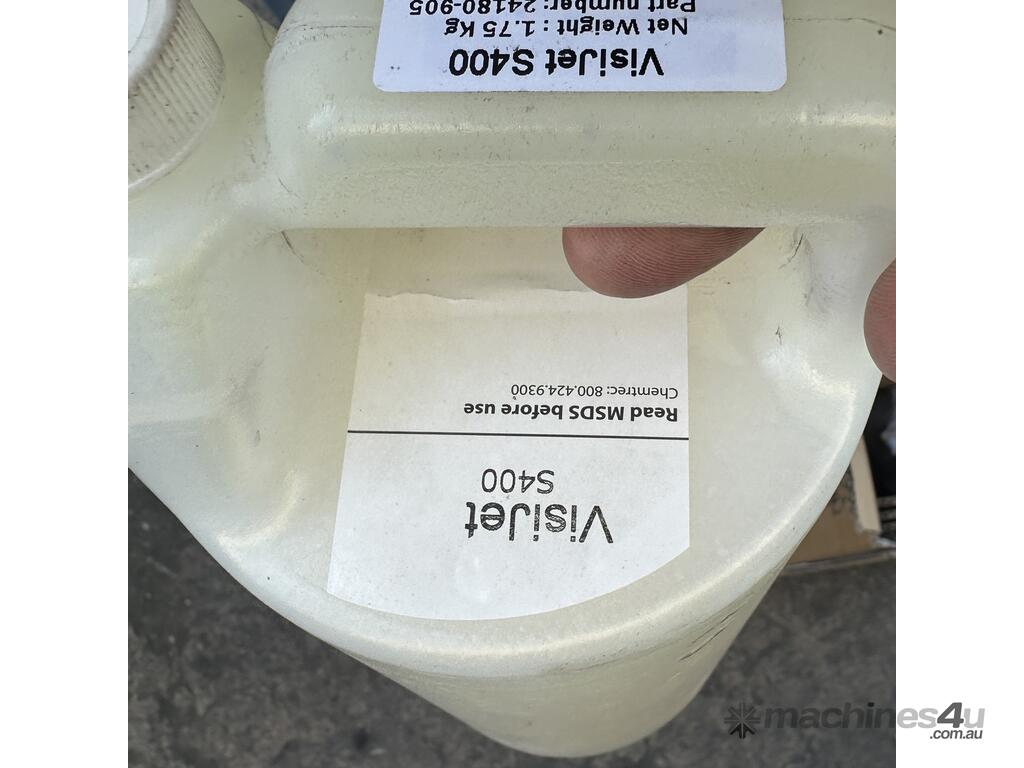 VisiJet S400
Net Weight : 1.75 Kg
Part number: 24180-905
VisiJet
S400
Read MSDS before use
Chemtrec: 800.424.9300
machines4u
.com.au